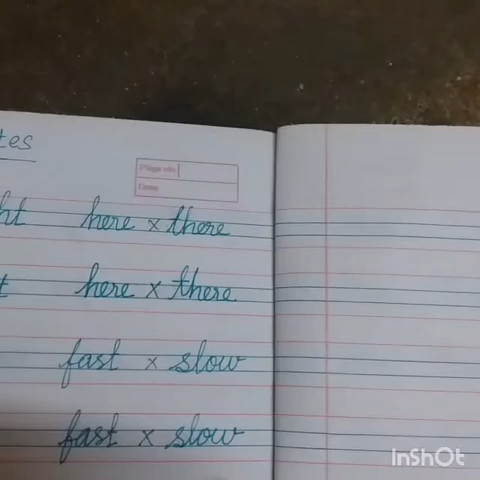 tes
Page No.
Date
ht here × there
t here × there
fast × slow
fast × slow
InShOt